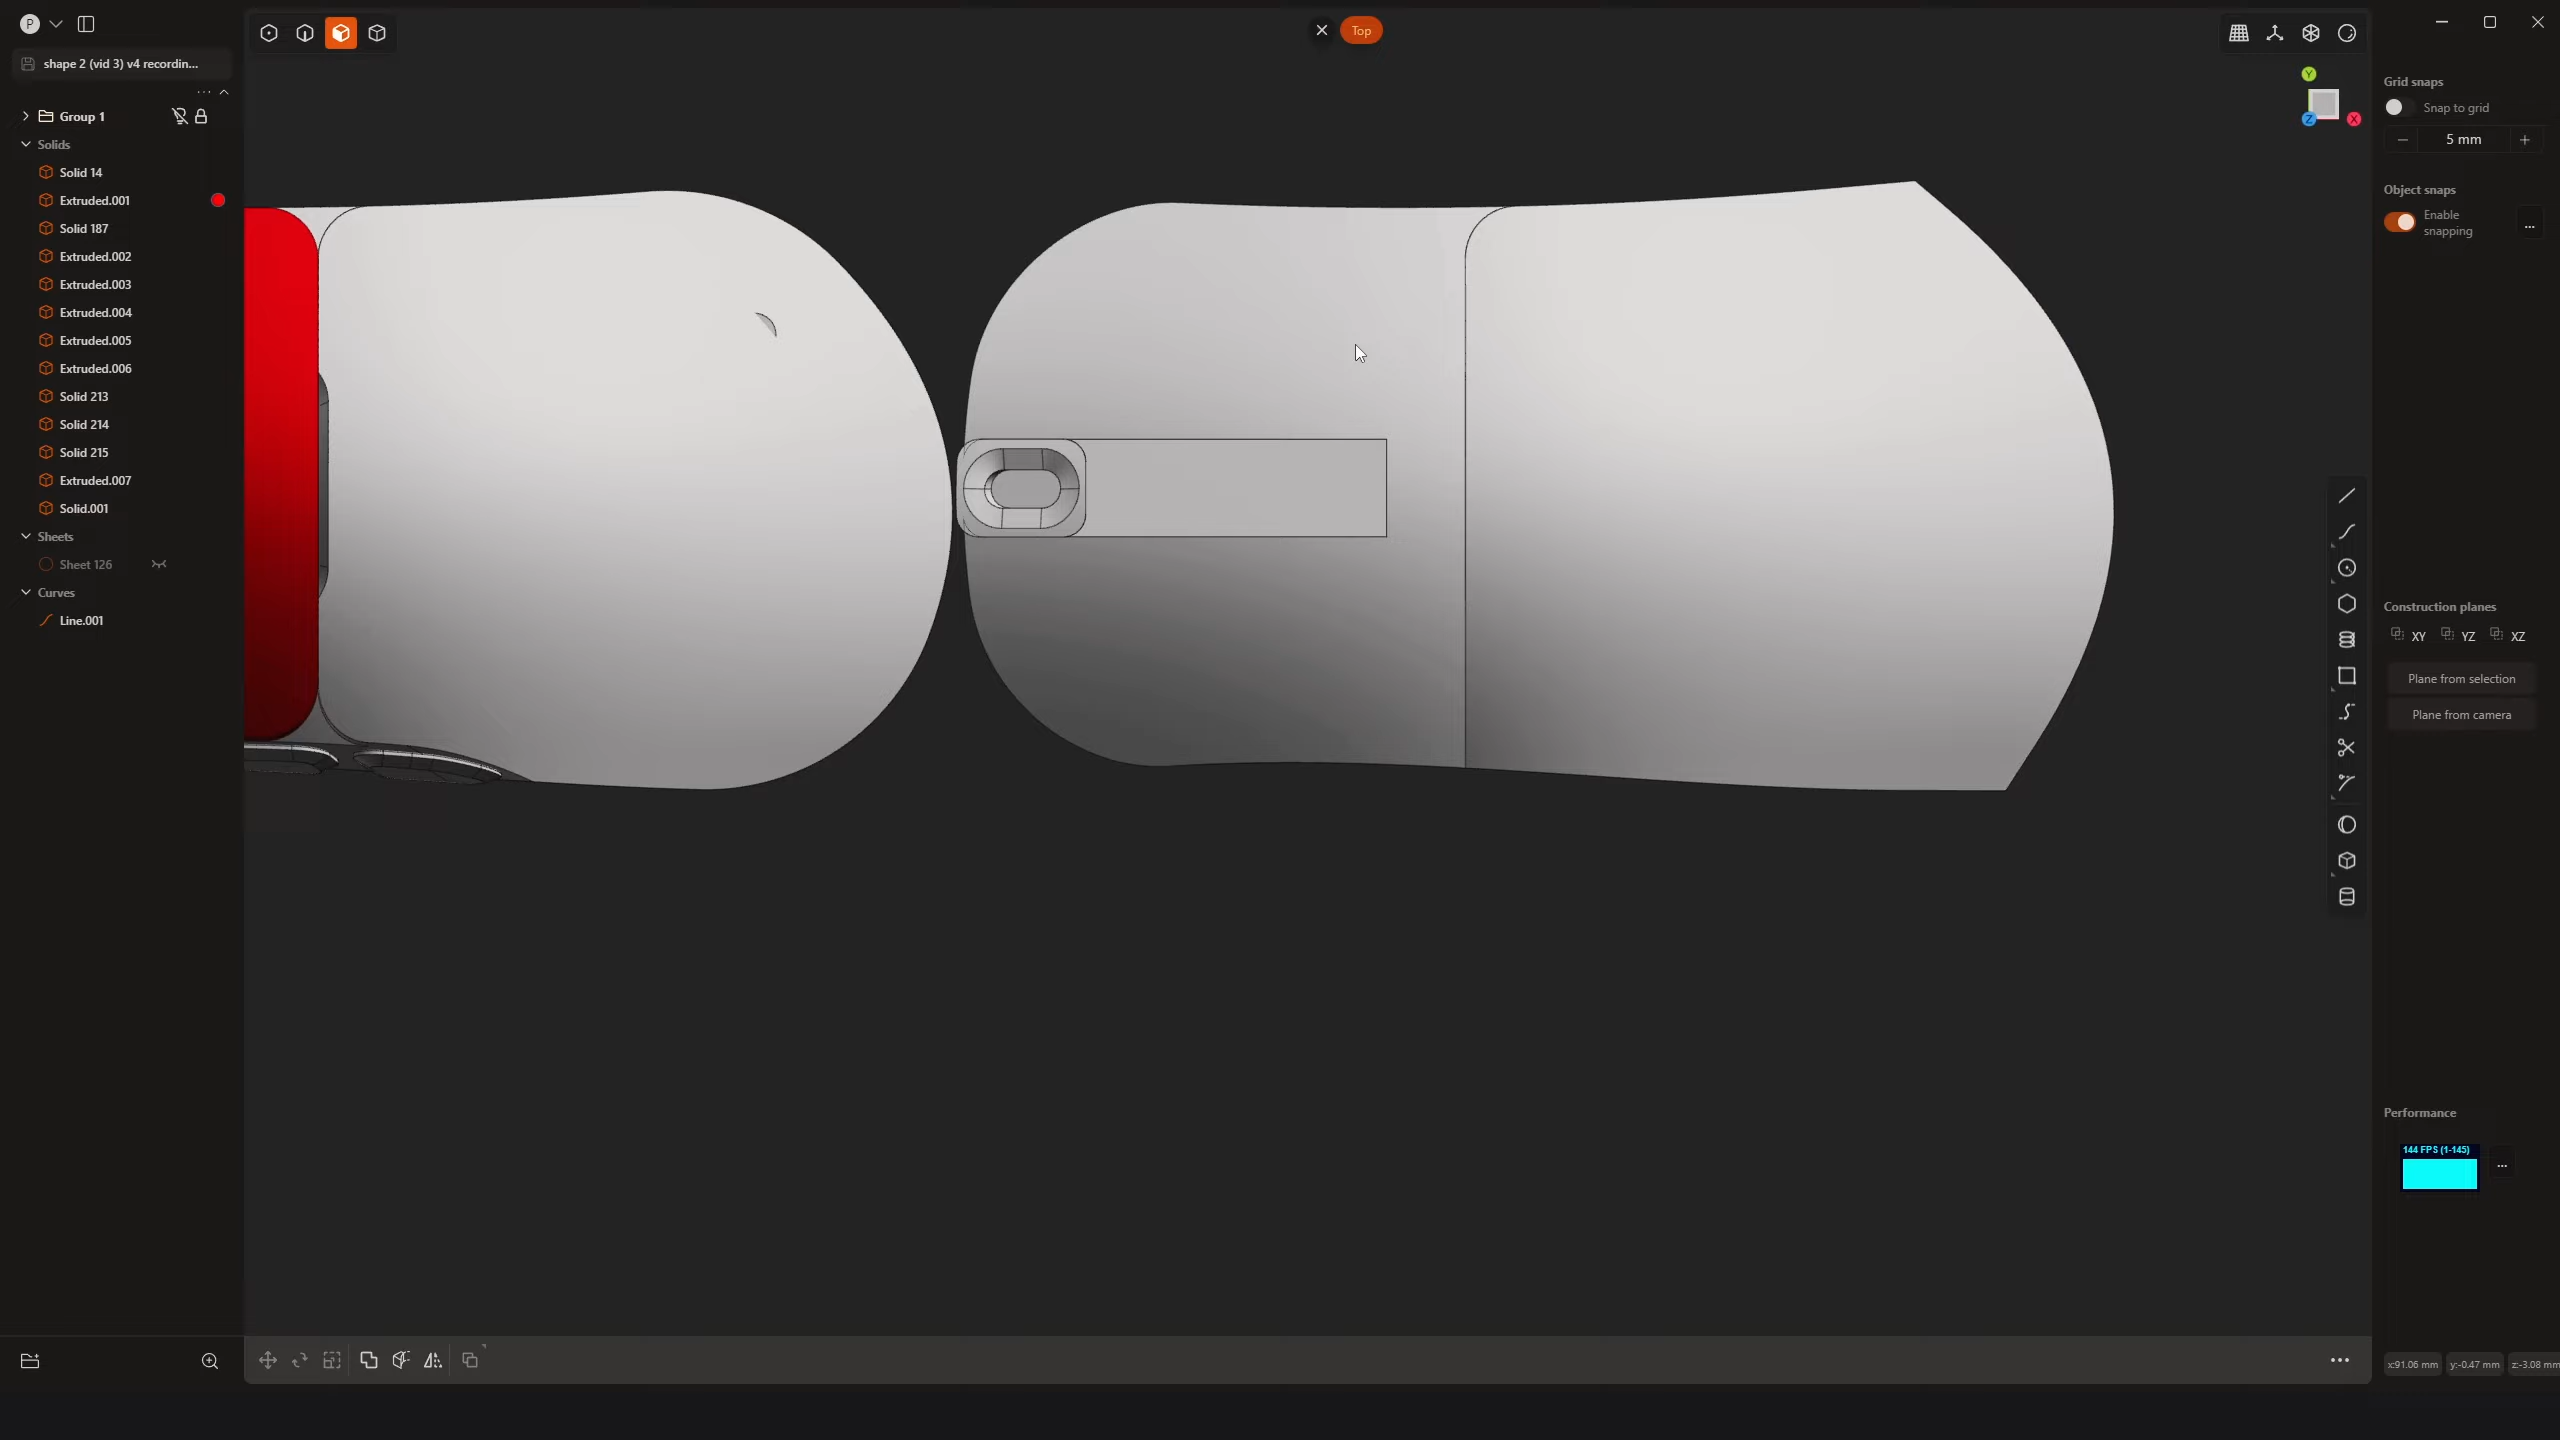 P
shape 2 (vid 3) v4 recordin...
Group 1
Solids
Solid 14
Extruded.001
Solid 187
Extruded.002
Extruded.003
Extruded.004
Extruded.005
Extruded.006
Solid 213
Solid 214
Solid 215
Extruded.007
Solid.001
Sheets
Sheet 126
Curves
Line.001
Top
Y
Z
X
Grid snaps
Snap to grid
5 mm
Object snaps
Enable
snapping
Construction planes
XY YZ XZ
Plane from selection
Plane from camera
Performance
144 FPS (1-145)
x:91.06 mm y:-0.47 mm z:-3.08 mm